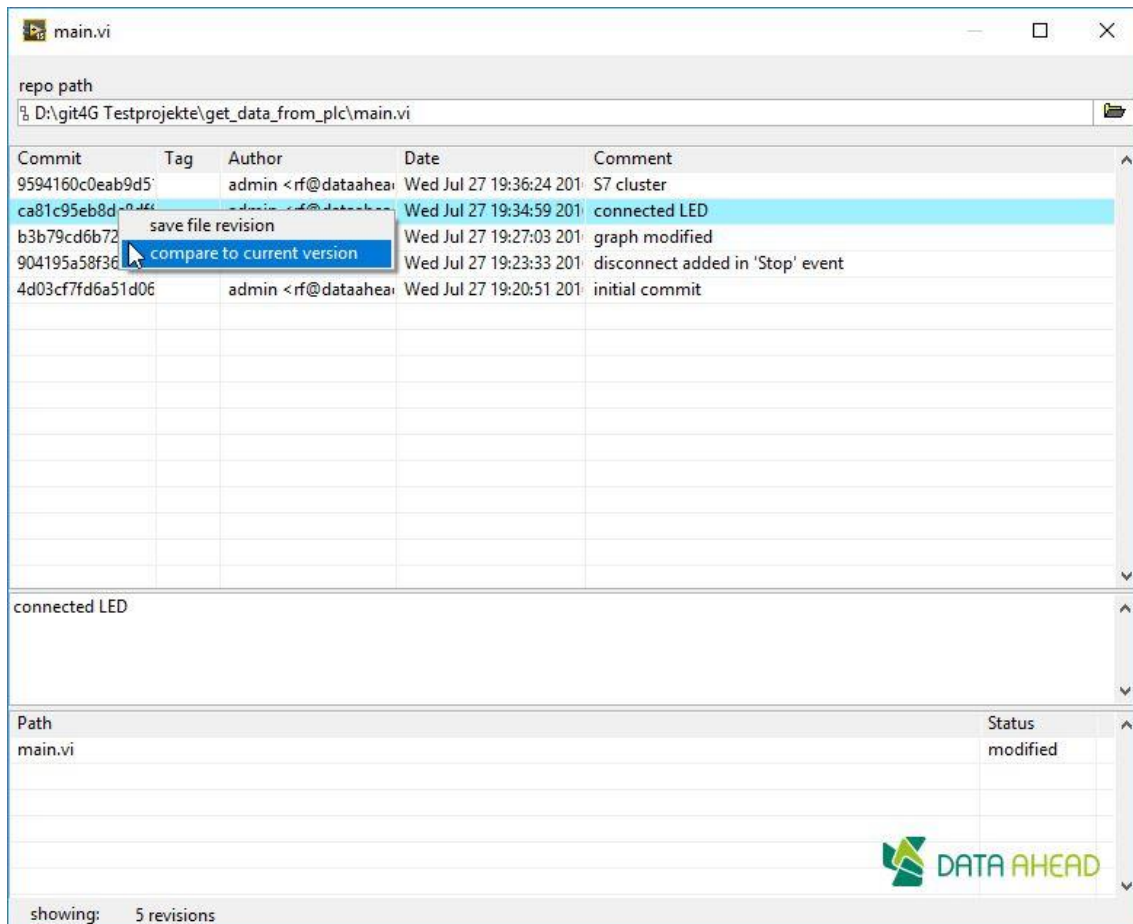 main.vi
repo path
D:\git4G Testprojekte\get_data_from_plc\main.vi
Commit Tag Author Date Comment
9594160c0eab9d5 admin <rf@dataahea Wed Jul 27 19:36:24 201 S7 cluster
ca81c95eb8d Wed Jul 27 19:34:59 201 connected LED
save file revision
b3b79cd6b72 Wed Jul 27 19:27:03 201 graph modified
compare to current version
904195a58f36 Wed Jul 27 19:23:33 201 disconnect added in 'Stop' event
4d03cf7fd6a51d06 admin <rf@dataahea Wed Jul 27 19:20:51 201 initial commit
connected LED
Path Status
main.vi modified
DATA AHEAD
showing: 5 revisions